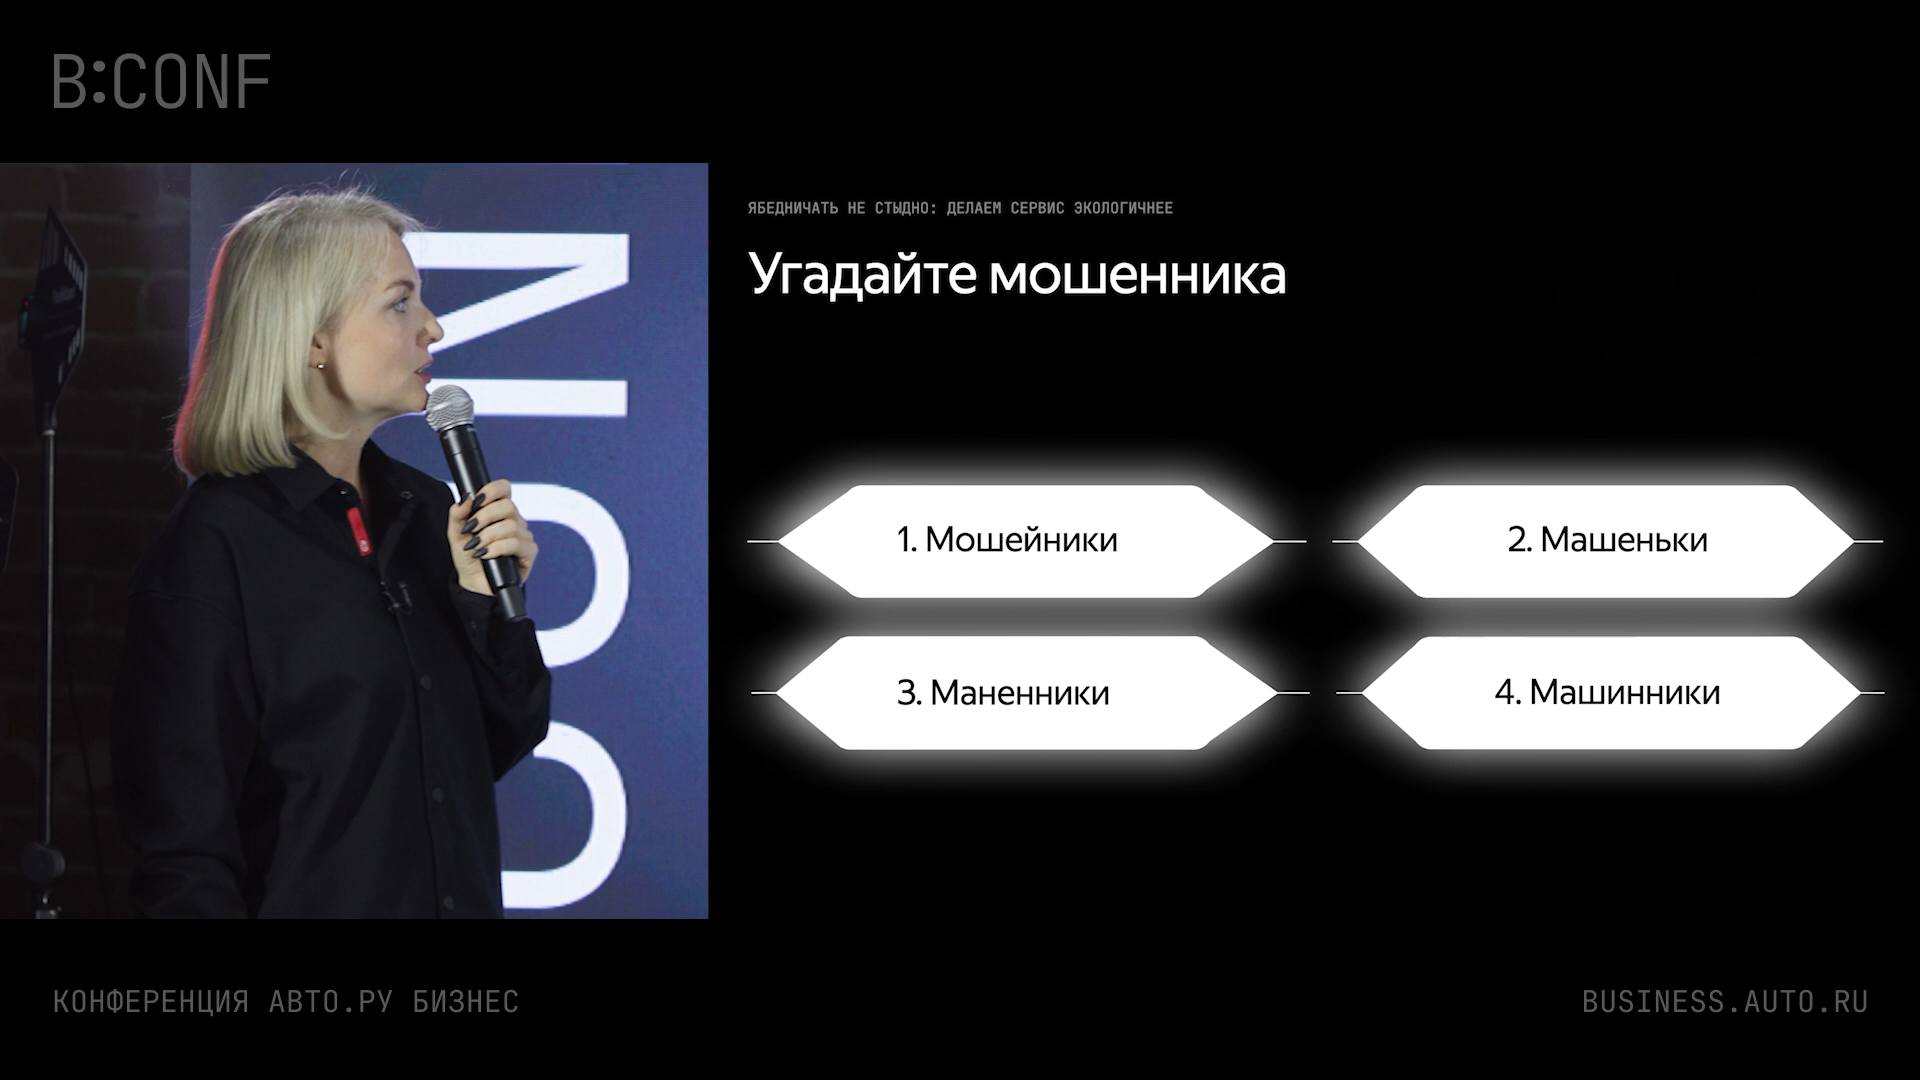 B:CONF
ЯБЕДНИЧАТЬ НЕ СТЫДНО: ДЕЛАЕМ СЕРВИС ЭКОЛОГИЧНЕЕ
Угадайте мошенника
1. Мошейники
2. Машеньки
3. Маненники
4. Машинники
CON
КОНФЕРЕНЦИЯ АВТО.РУ БИЗНЕС
BUSINESS.AUTO.RU